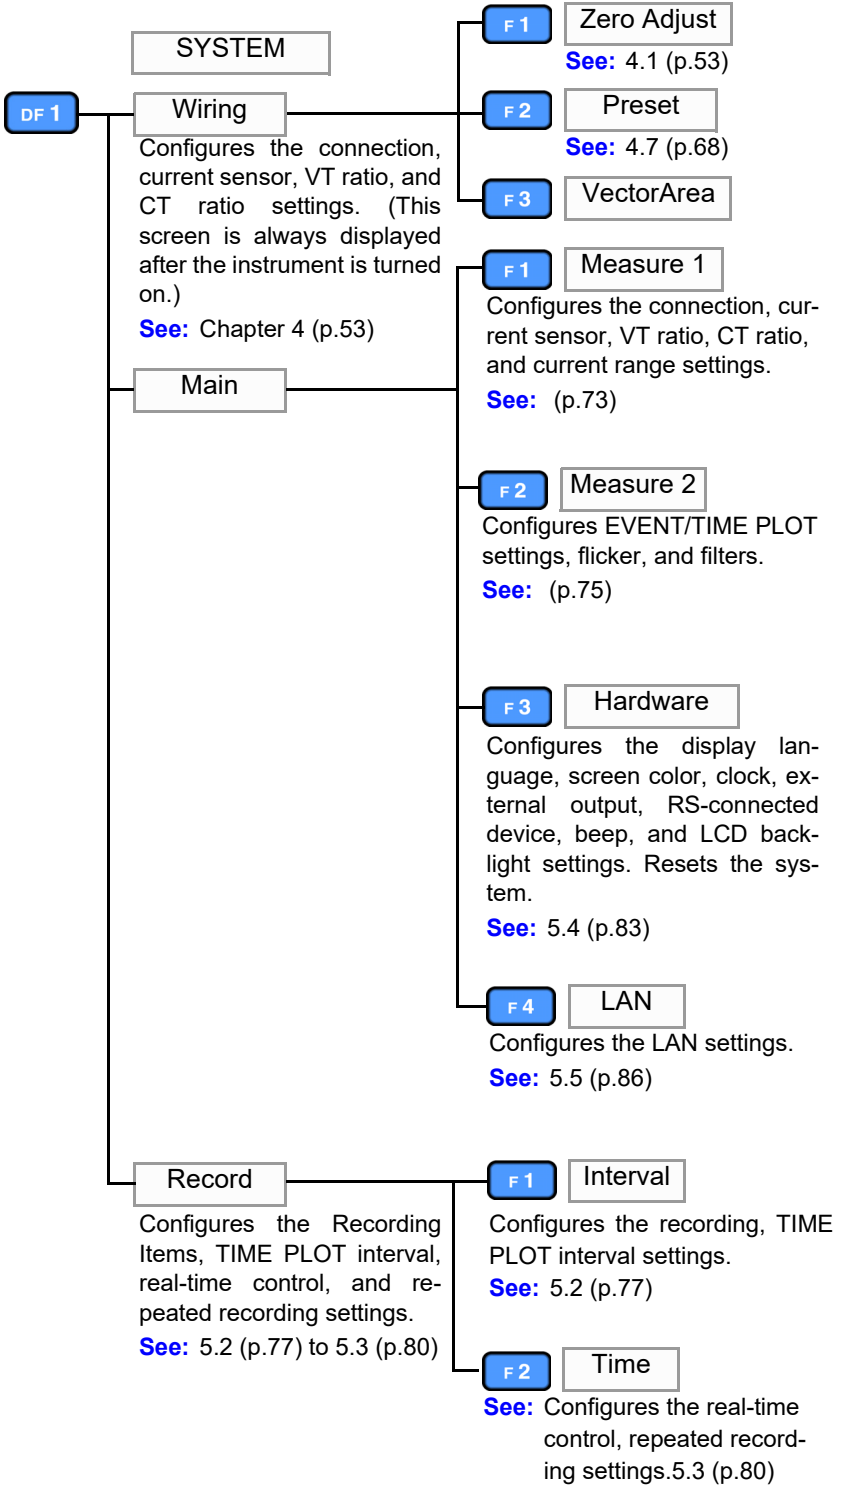 SYSTEM
DF 1
Wiring
Configures the connection,
current sensor, VT ratio, and
CT ratio settings. (This
screen is always displayed
after the instrument is turned
on.)
See: Chapter 4 (p.53)
F 1
Zero Adjust
See: 4.1 (p.53)
F 2
Preset
See: 4.7 (p.68)
F 3
VectorArea
Main
F 1
Measure 1
Configures the connection, cur-
rent sensor, VT ratio, CT ratio,
and current range settings.
See: (p.73)
F 2
Measure 2
Configures EVENT/TIME PLOT
settings, flicker, and filters.
See: (p.75)
F 3
Hardware
Configures the display lan-
guage, screen color, clock, ex-
ternal output, RS-connected
device, beep, and LCD back-
light settings. Resets the sys-
tem.
See: 5.4 (p.83)
F 4
LAN
Configures the LAN settings.
See: 5.5 (p.86)
Record
Configures the Recording
Items, TIME PLOT interval,
real-time control, and re-
peated recording settings.
See: 5.2 (p.77) to 5.3 (p.80)
F 1
Interval
Configures the recording, TIME
PLOT interval settings.
See: 5.2 (p.77)
F 2
Time
See: Configures the real-time
control, repeated record-
ing settings.5.3 (p.80)